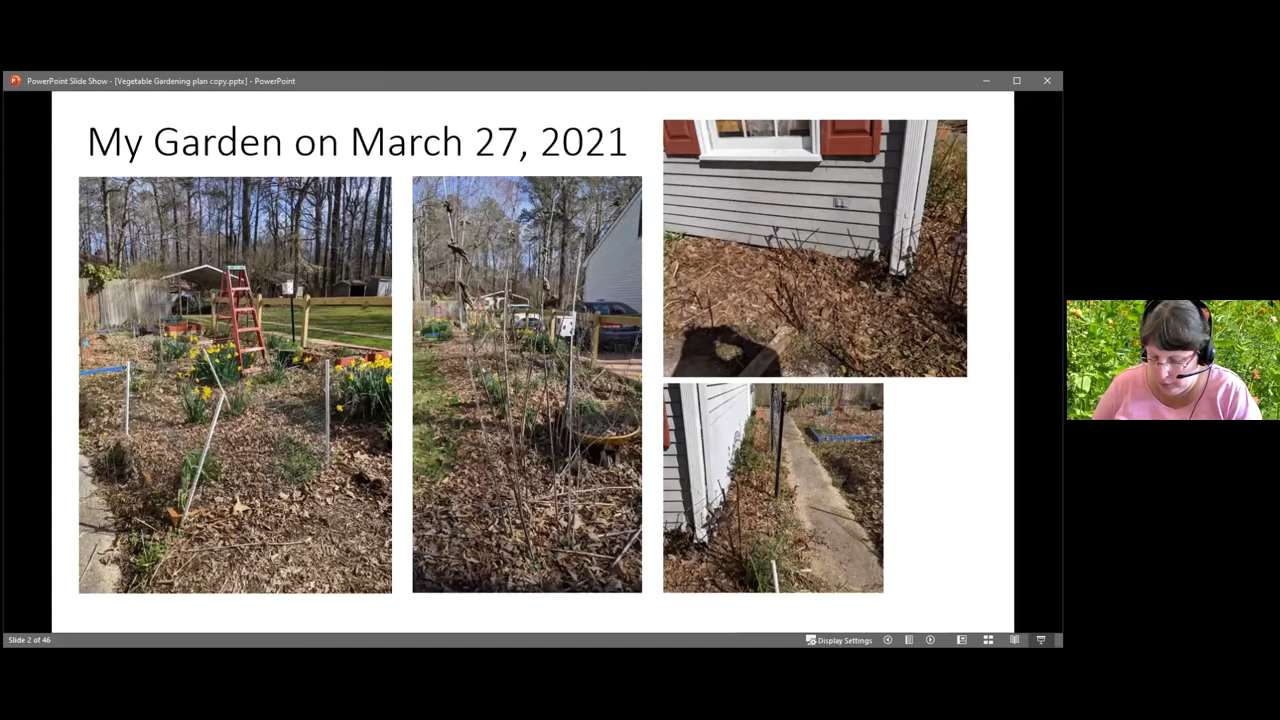 PowerPoint Slide Show - [Vegetable Gardening plan copy.pptx] - PowerPoint
My Garden on March 27, 2021
Slide 2 of 46
Display Settings